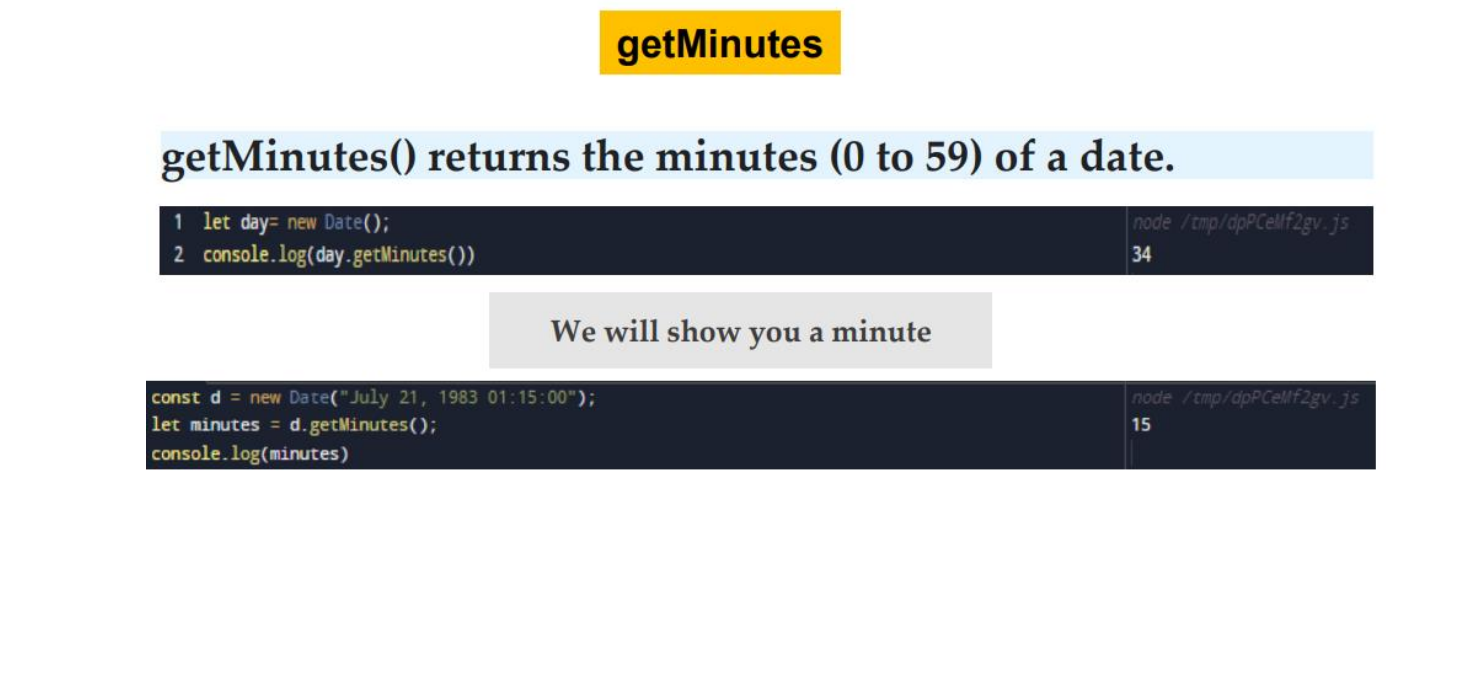 getMinutes
getMinutes() returns the minutes (0 to 59) of a date.
1 let day= new Date();
node /tmp/dpPCeMf2gv.js
2 console.log(day.getMinutes())
34
We will show you a minute
const d = new Date("July 21, 1983 01:15:00");
node /tmp/dpPCeMf2gv.js
let minutes = d.getMinutes();
15
console.log(minutes)